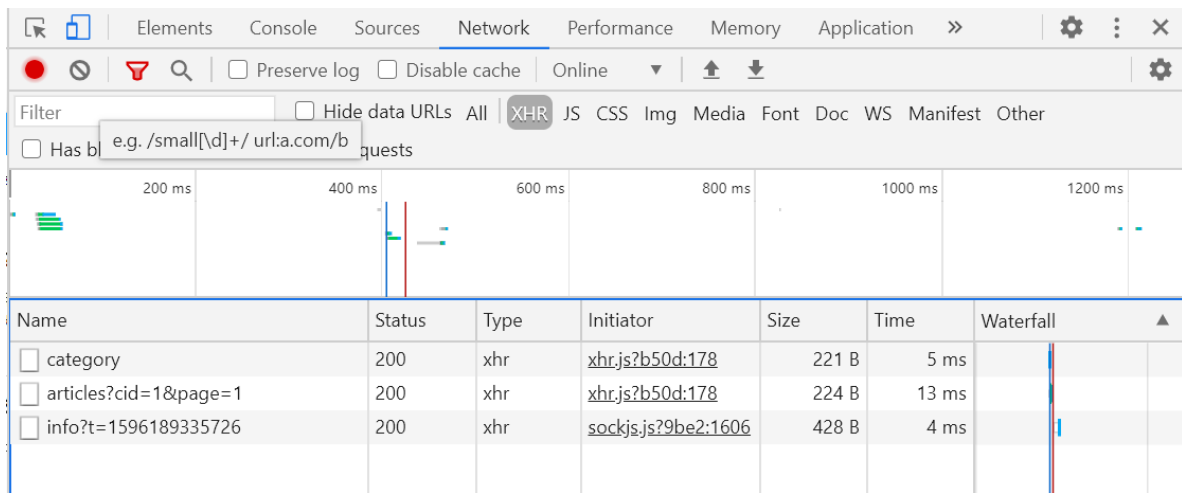 Elements Console Sources Network Performance Memory Application »
Preserve log Disable cache Online
Filter Hide data URLs All XHR JS CSS Img Media Font Doc WS Manifest Other
e.g. /small[\d]+/ url:a.com/b
Has bl quests
200 ms 400 ms 600 ms 800 ms 1000 ms 1200 ms
Name Status Type Initiator Size Time Waterfall
category 200 xhr xhr.js?b50d:178 221 B 5 ms
articles?cid=1&page=1 200 xhr xhr.js?b50d:178 224 B 13 ms
info?t=1596189335726 200 xhr sockjs.js?9be2:1606 428 B 4 ms